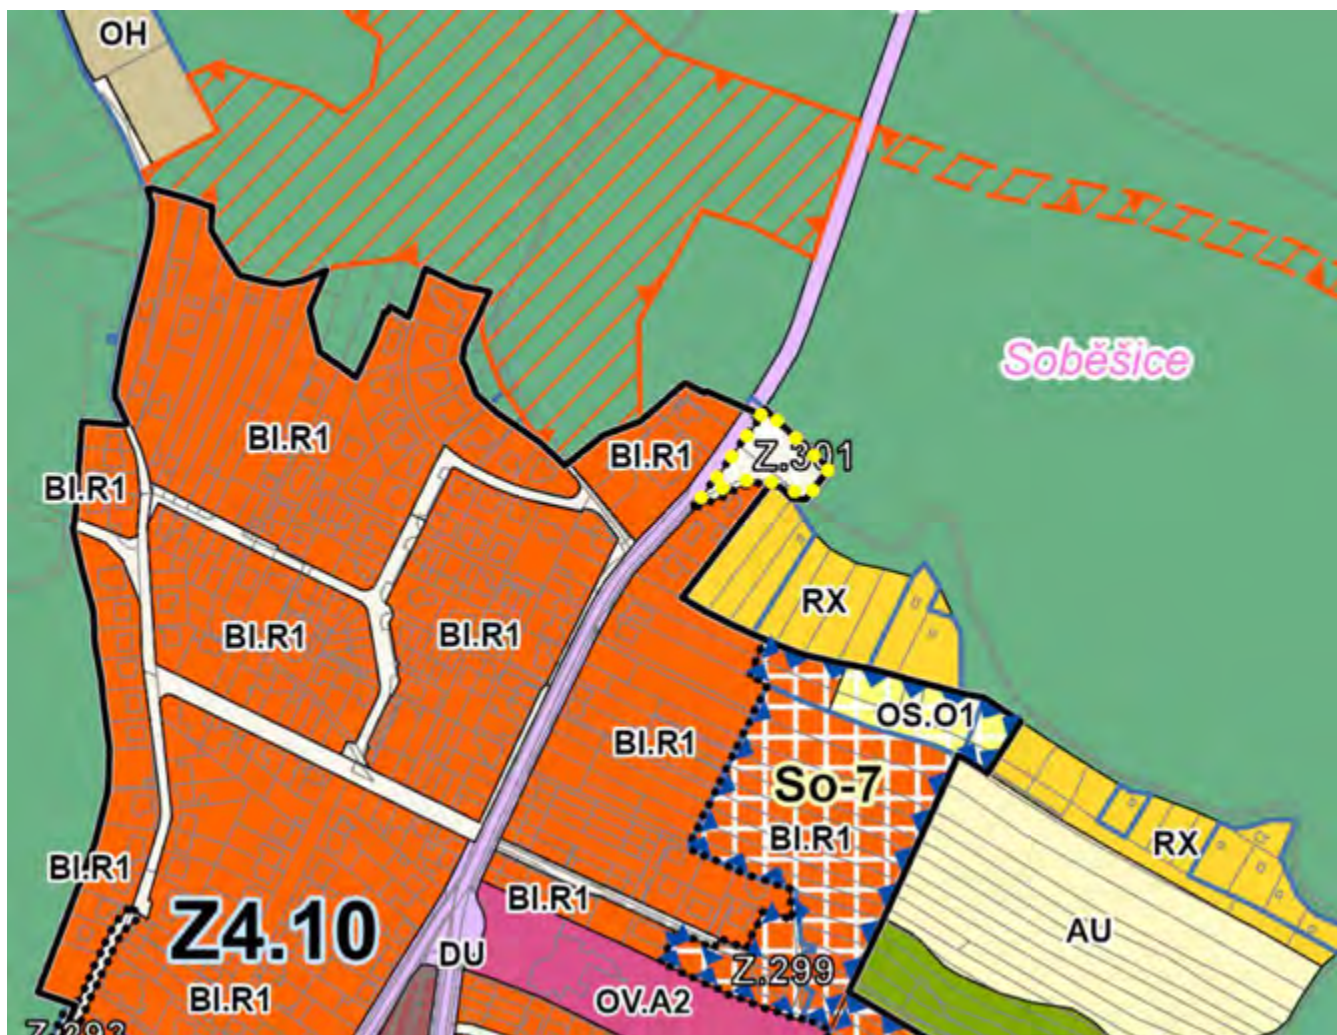 OH
Soběšice
BI.R1
BI.R1
Z.301
BI.R1
RX
BI.R1
BI.R1
OS.O1
BI.R1
So-7
BI.R1
RX
BI.R1
BI.R1
Z4.10
AU
DU
Z.299
BI.R1
OV.A2